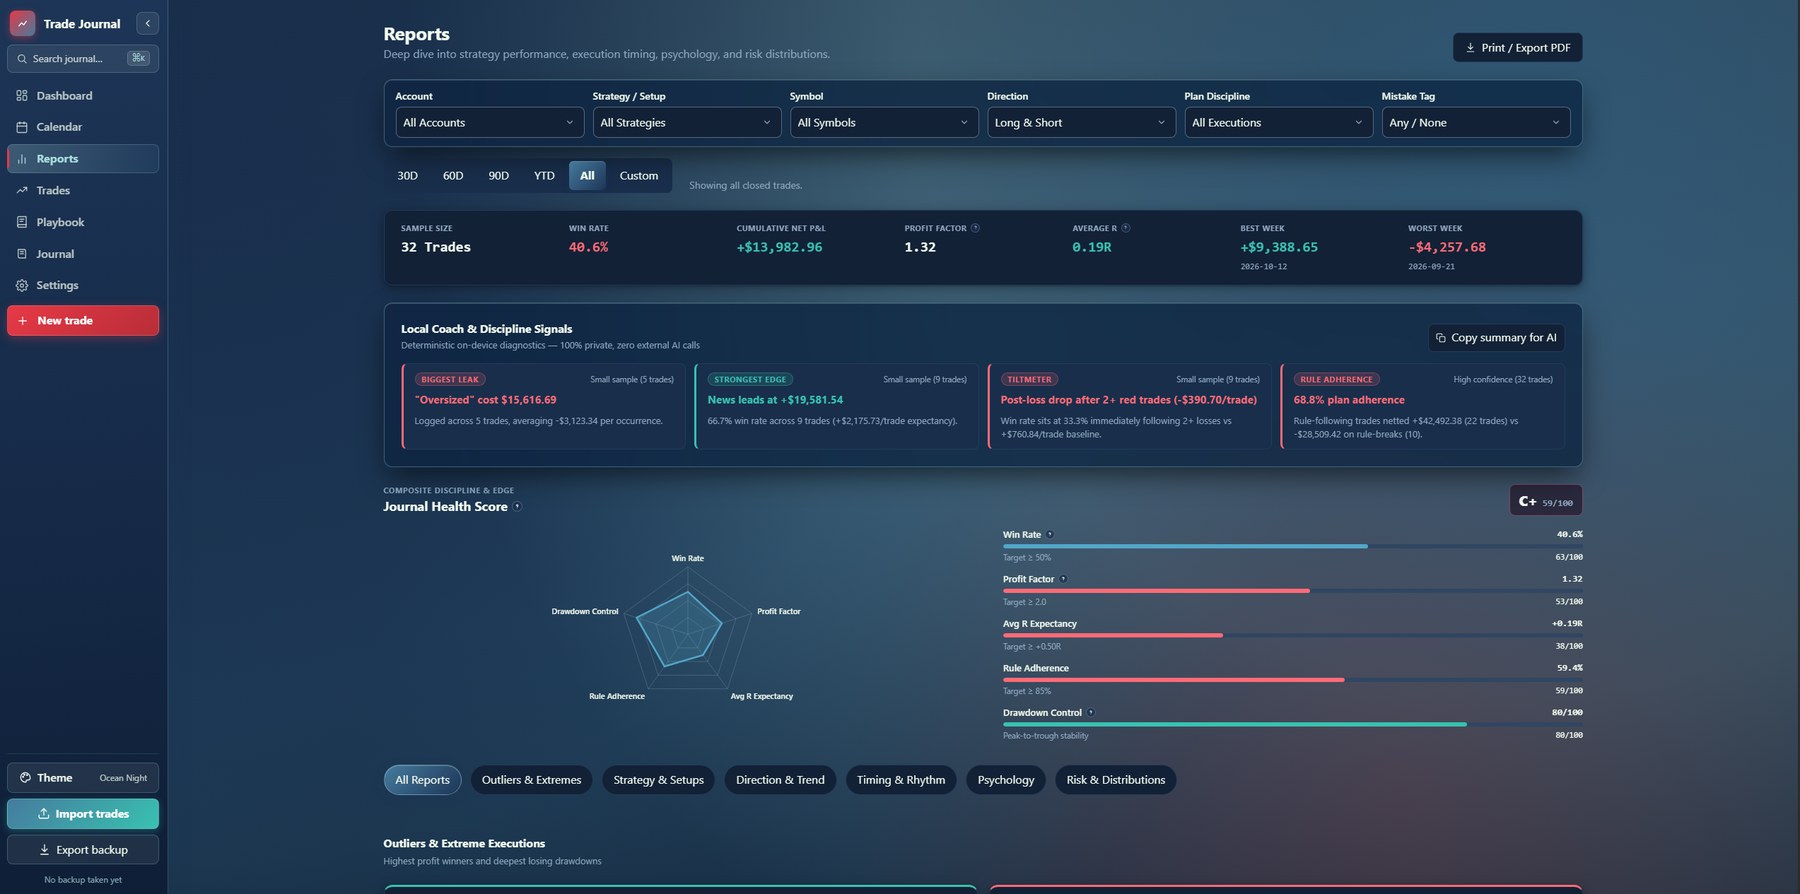 Trade Journal
Search journal... ⌘K
Dashboard
Calendar
Reports
Trades
Playbook
Journal
Settings
+ New trade
Theme Ocean Night
Import trades
Export backup
No backup taken yet
Reports
Deep dive into strategy performance, execution timing, psychology, and risk distributions.
Print / Export PDF
Account Strategy / Setup Symbol Direction Plan Discipline Mistake Tag
All Accounts All Strategies All Symbols Long & Short All Executions Any / None
30D 60D 90D YTD All Custom
Showing all closed trades.
SAMPLE SIZE WIN RATE CUMULATIVE NET P&L PROFIT FACTOR ? AVERAGE R ? BEST WEEK WORST WEEK
32 Trades 40.6% +$13,982.96 1.32 0.19R +$9,388.65 -$4,257.68
2026-10-12 2026-09-21
Local Coach & Discipline Signals
Deterministic on-device diagnostics — 100% private, zero external AI calls
Copy summary for AI
BIGGEST LEAK Small sample (5 trades)
"Oversized" cost $15,616.69
Logged across 5 trades, averaging -$3,123.34 per occurrence.
STRONGEST EDGE Small sample (9 trades)
News leads at +$19,581.54
66.7% win rate across 9 trades (+$2,175.73/trade expectancy).
TILTMETER Small sample (9 trades)
Post-loss drop after 2+ red trades (-$390.70/trade)
Win rate sits at 33.3% immediately following 2+ losses vs
+$760.84/trade baseline.
RULE ADHERENCE High confidence (32 trades)
68.8% plan adherence
Rule-following trades netted +$42,492.38 (22 trades) vs
-$28,509.42 on rule-breaks (10).
COMPOSITE DISCIPLINE & EDGE
Journal Health Score ?
C+ 59/100
Win Rate
Drawdown Control Profit Factor
Rule Adherence Avg R Expectancy
Win Rate ? 40.6%
Target ≥ 50% 63/100
Profit Factor ? 1.32
Target ≥ 2.0 53/100
Avg R Expectancy +0.19R
Target ≥ +0.50R 38/100
Rule Adherence 59.4%
Target ≥ 85% 59/100
Drawdown Control ? 80/100
Peak-to-trough stability 80/100
All Reports Outliers & Extremes Strategy & Setups Direction & Trend Timing & Rhythm Psychology Risk & Distributions
Outliers & Extreme Executions
Highest profit winners and deepest losing drawdowns